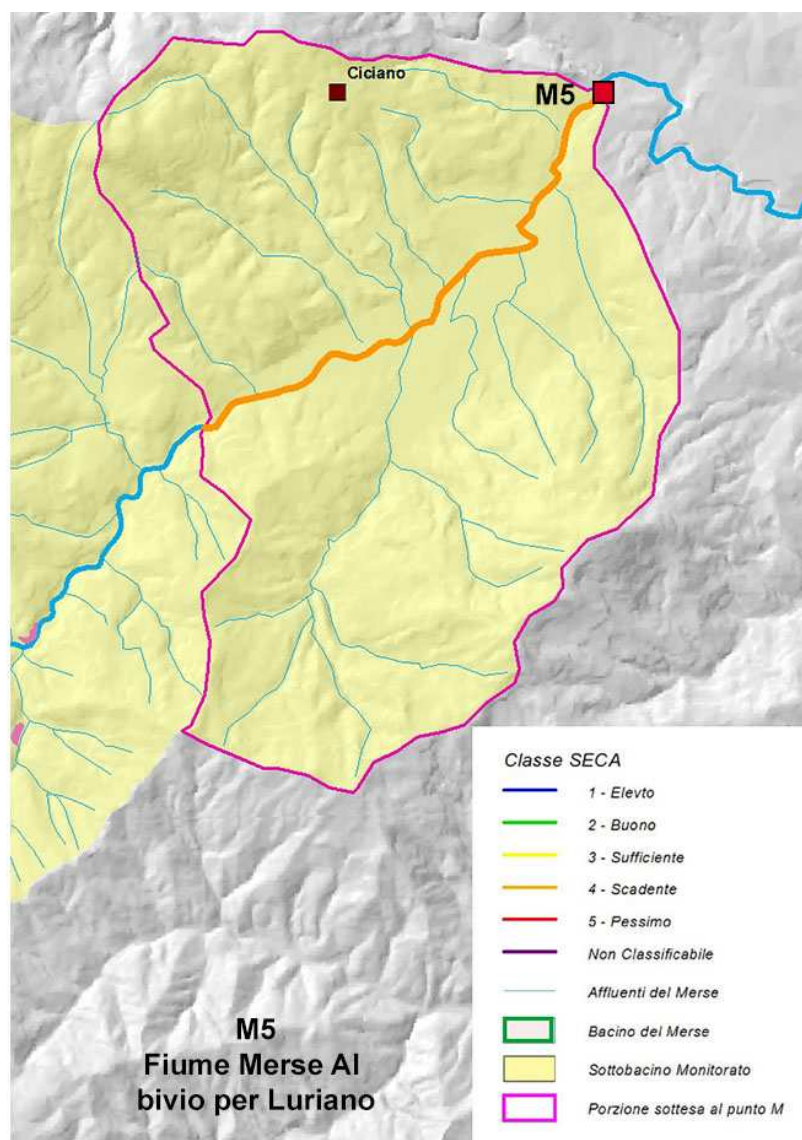 Ciciano
M5
Classe SECA
1 - Elevto
2 - Buono
3 - Sufficiente
4 - Scadente
5 - Pessimo
Non Classificabile
Affluenti del Merse
Bacino del Merse
Sottobacino Monitorato
Porzione sottesa al punto M
M5
Fiume Merse Al
bivio per Luriano